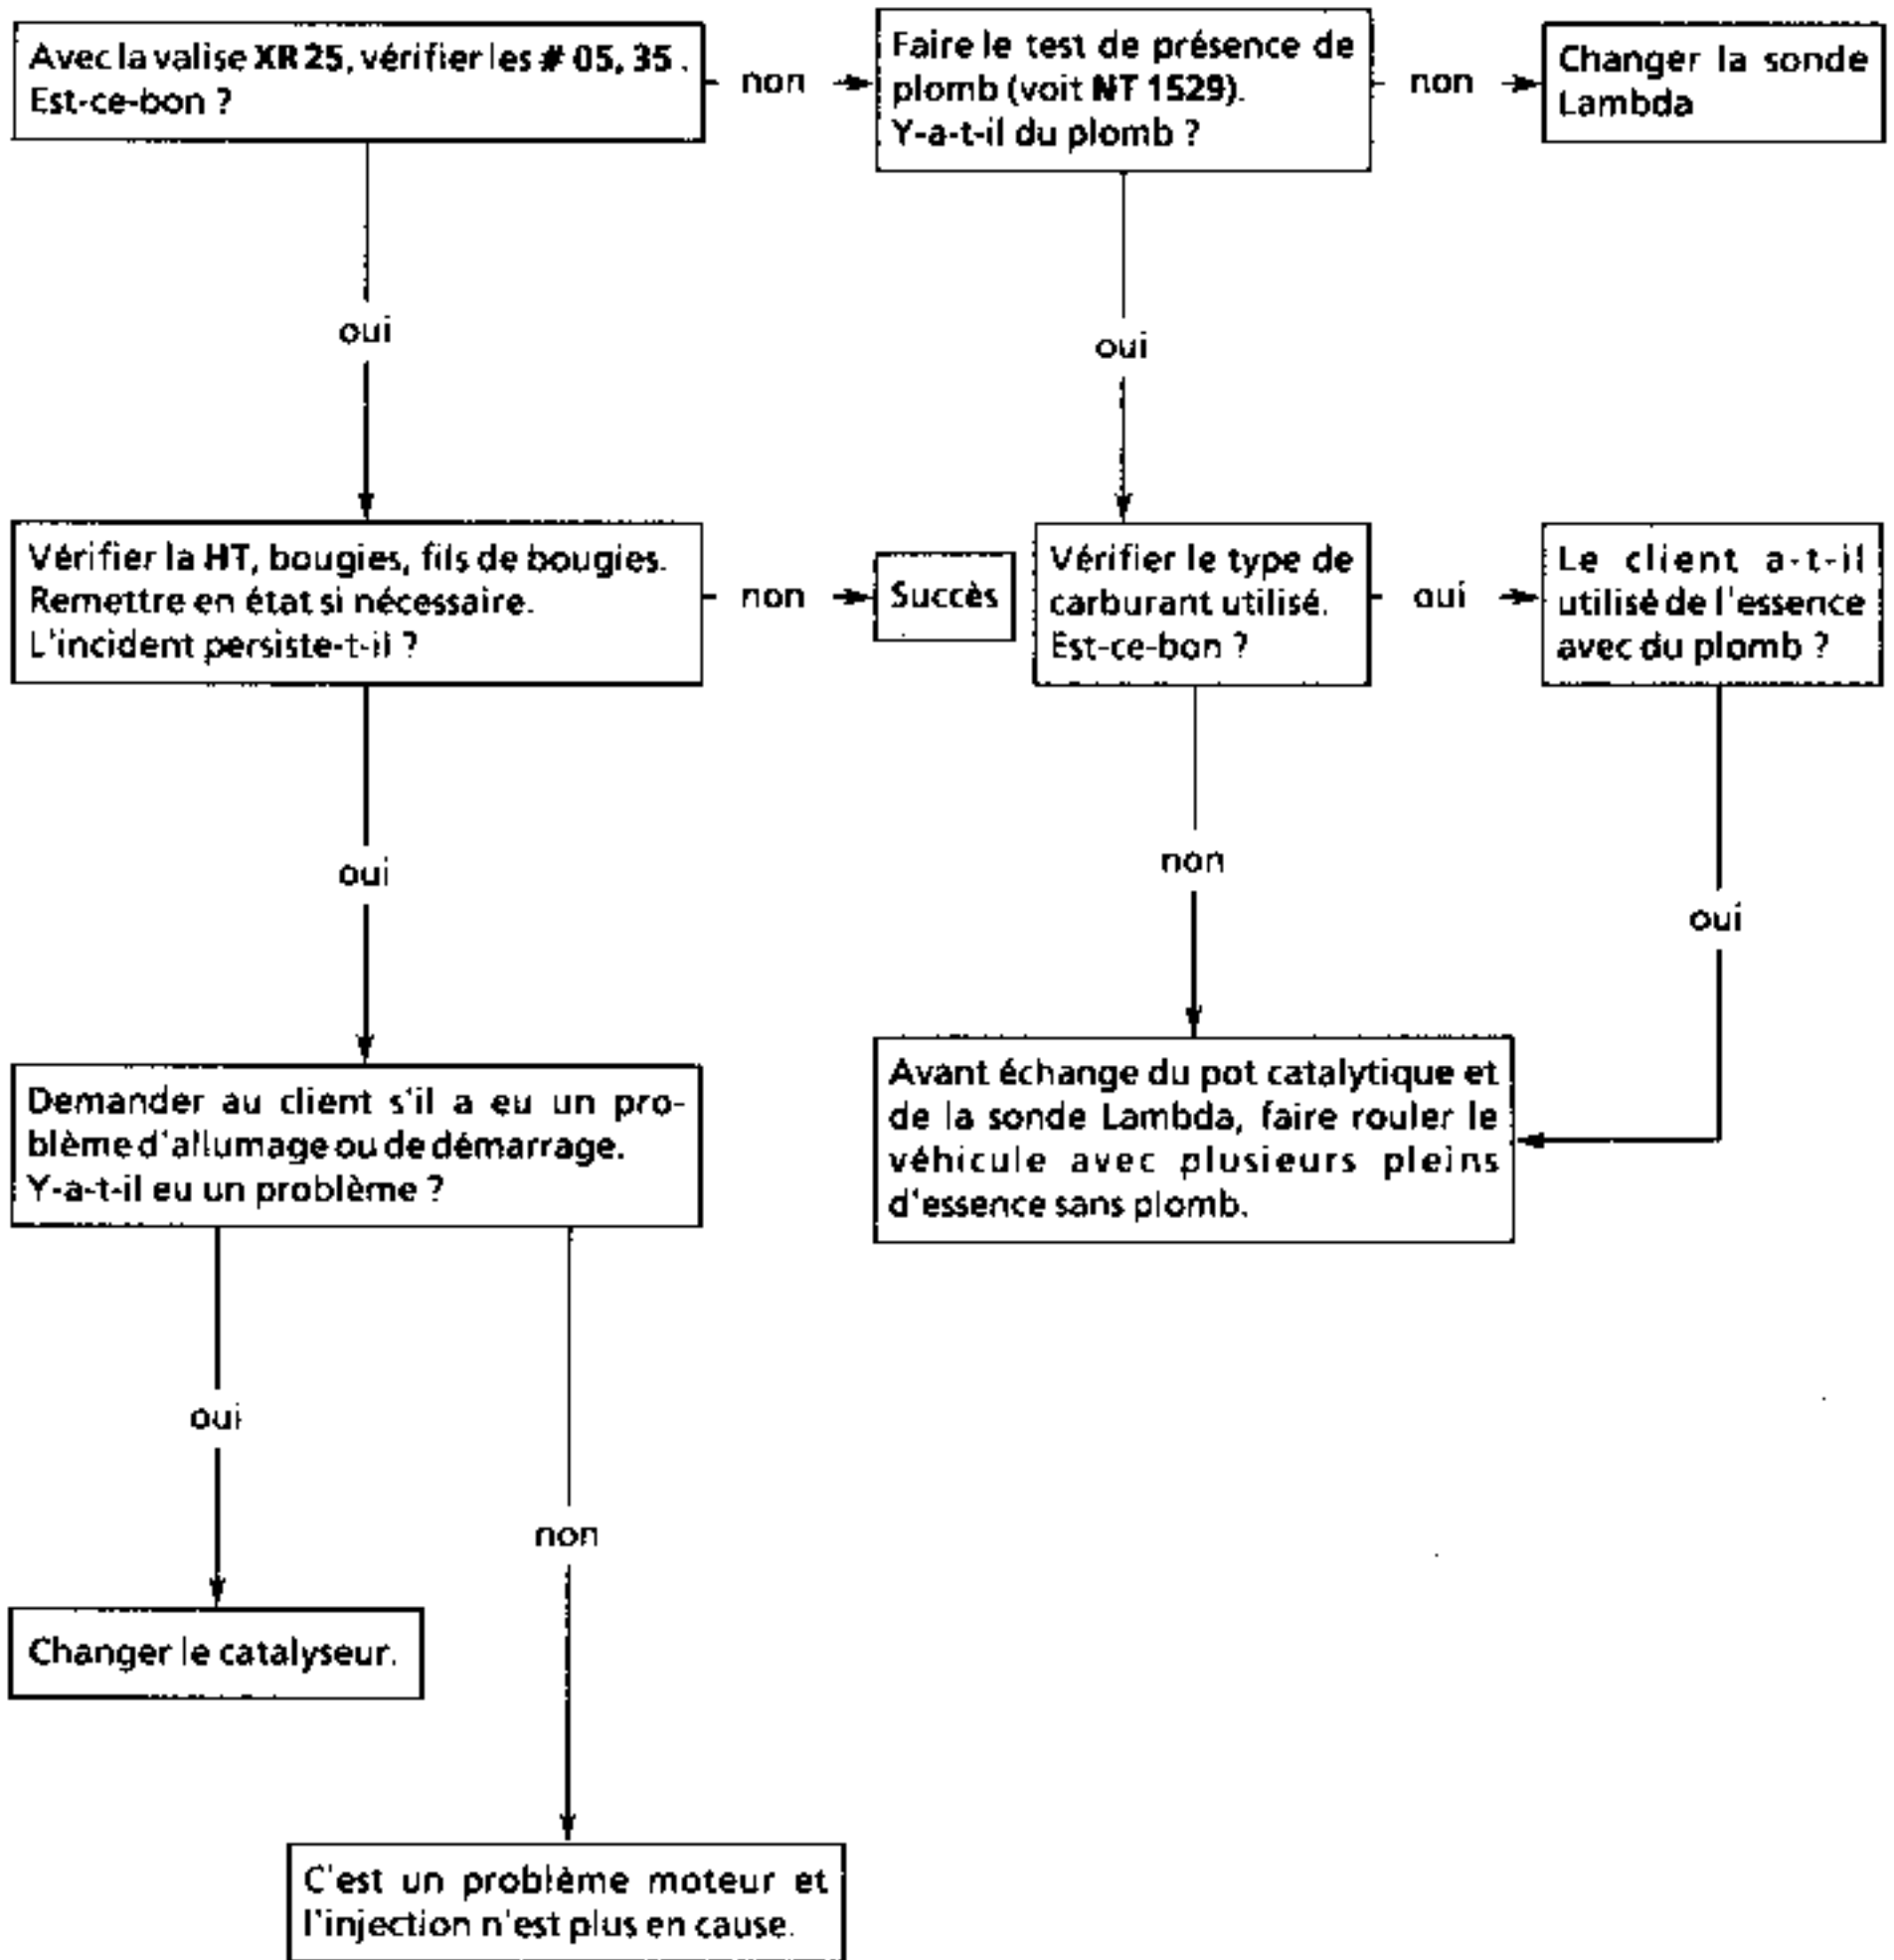 Avec la valise XR 25, vérifier les # 05, 35 .
Est-ce-bon ?
non
Faire le test de présence de
plomb (voit NT 1529).
Y-a-t-il du plomb ?
non
Changer la sonde
Lambda
oui
oui
Vérifier la HT, bougies, fils de bougies.
Remettre en état si nécessaire.
L'incident persiste-t-il ?
non
Succès
Vérifier le type de
carburant utilisé.
Est-ce-bon ?
oui
Le client a-t-il
utilisé de l'essence
avec du plomb ?
oui
non
oui
Demander au client s'il a eu un pro-
blème d'allumage ou de démarrage.
Y-a-t-il eu un problème ?
Avant échange du pot catalytique et
de la sonde Lambda, faire rouler le
véhicule avec plusieurs pleins
d'essence sans plomb.
oui
non
Changer le catalyseur.
C'est un problème moteur et
l'injection n'est plus en cause.